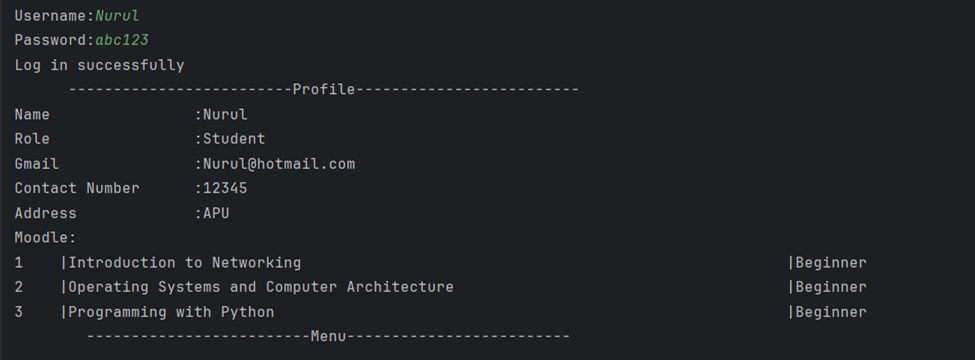 Username:Nurul
Password:abc123
Log in successfully
-------------------------Profile-------------------------
Name                :Nurul
Role                :Student
Gmail               :Nurul@hotmail.com
Contact Number      :12345
Address             :APU
Moodle:
1    |Introduction to Networking                                                      |Beginner
2    |Operating Systems and Computer Architecture                                     |Beginner
3    |Programming with Python                                                         |Beginner
-------------------------Menu-------------------------